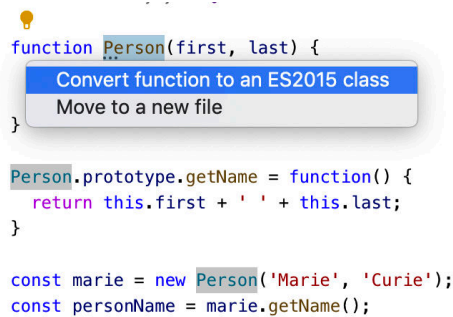 function Person(first, last) {
Convert function to an ES2015 class
Move to a new file
}
Person.prototype.getName = function() {
return this.first + ' ' + this.last;
}
const marie = new Person('Marie', 'Curie');
const personName = marie.getName();